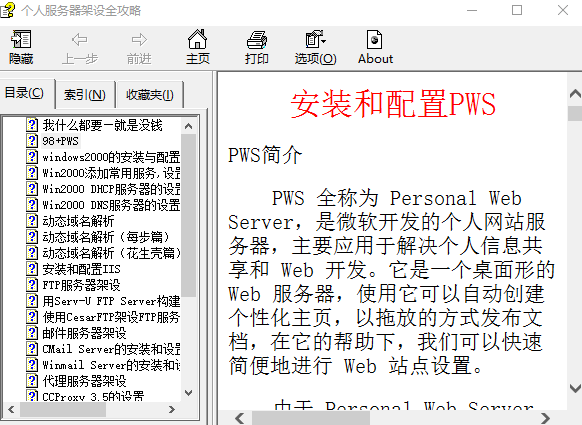 个人服务器架设全攻略
隐藏
上一步
前进
主页
打印
选项(O)
About
目录(C)
索引(N)
收藏夹(I)
我什么都要一就是没钱
98+PWS
windows2000的安装与配置
Win2000添加常用服务,设置
Win2000 DHCP服务器的设置
Win2000 DNS服务器的设置
动态域名解析
动态域名解析（每步篇）
动态域名解析（花生壳篇）
安装和配置IIS
FTP服务器架设
用Serv-U FTP Server构建
使用CesarFTP架设FTP服务
邮件服务器架设
CMail Server的安装和设置
Winmail Server的安装和设
代理服务器架设
CCProxy 3.5的设置
安装和配置PWS
PWS简介
PWS 全称为 Personal Web
Server，是微软开发的个人网站服
务器，主要应用于解决个人信息共
享和 Web 开发。它是一个桌面形的
Web 服务器，使用它可以自动创建
个性化主页，以拖放的方式发布文
档，在它的帮助下，我们可以快速
简便地进行 Web 站点设置。
由于 Personal Web Server